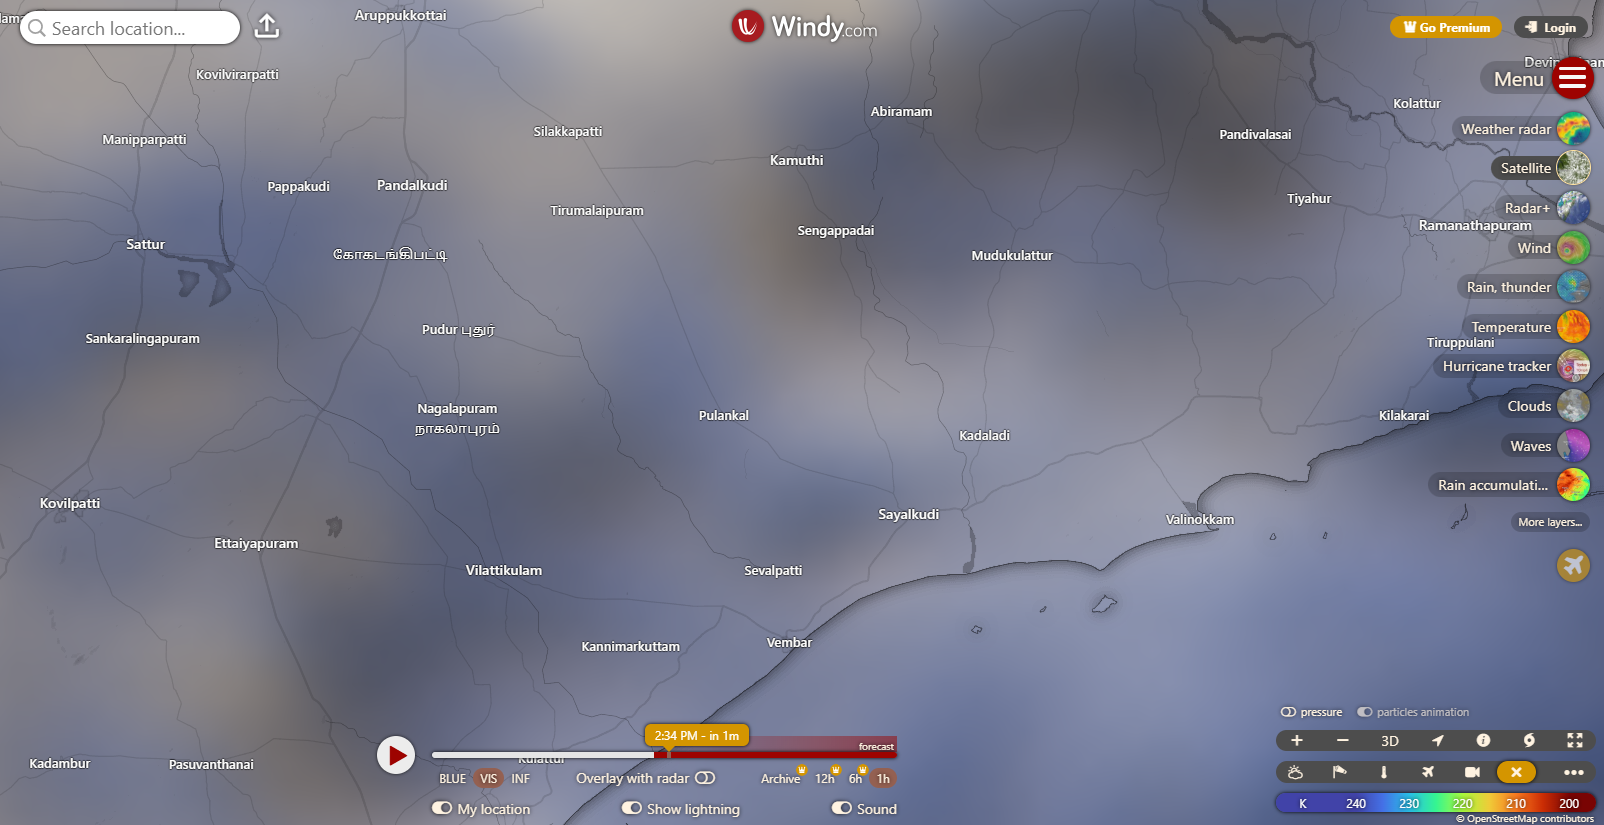 Search location...
Windy.com
Go Premium
Login
Menu
Weather radar
Satellite
Radar+
Wind
Rain, thunder
Temperature
Hurricane tracker
Clouds
Waves
Rain accumulati...
More layers...
Aruppukkottai
Kovilvirarpatti
Manipparpatti
Silakkapatti
Abiramam
Kolattur
Pandivalasai
Kamuthi
Pappakudi
Pandalkudi
Tirumalaipuram
Tiyahur
Sengappadai
Ramanathapuram
Sattur
கோகடங்கிபட்டி
Mudukulattur
Pudur புதுர்
Sankaralingapuram
Tiruppulani
Nagalapuram
நாகலாபுரம்
Pulankal
Kilakarai
Kadaladi
Kovilpatti
Sayalkudi
Valinokkam
Ettaiyapuram
Vilattikulam
Sevalpatti
Kannimarkuttam
Vembar
Kadambur
Pasuvanthanai
Kulattur
2:34 PM - in 1m
forecast
BLUE VIS INF
Overlay with radar
Archive 12h 6h 1h
My location
Show lightning
Sound
pressure
particles animation
3D
K 240 230 220 210 200
© OpenStreetMap contributors